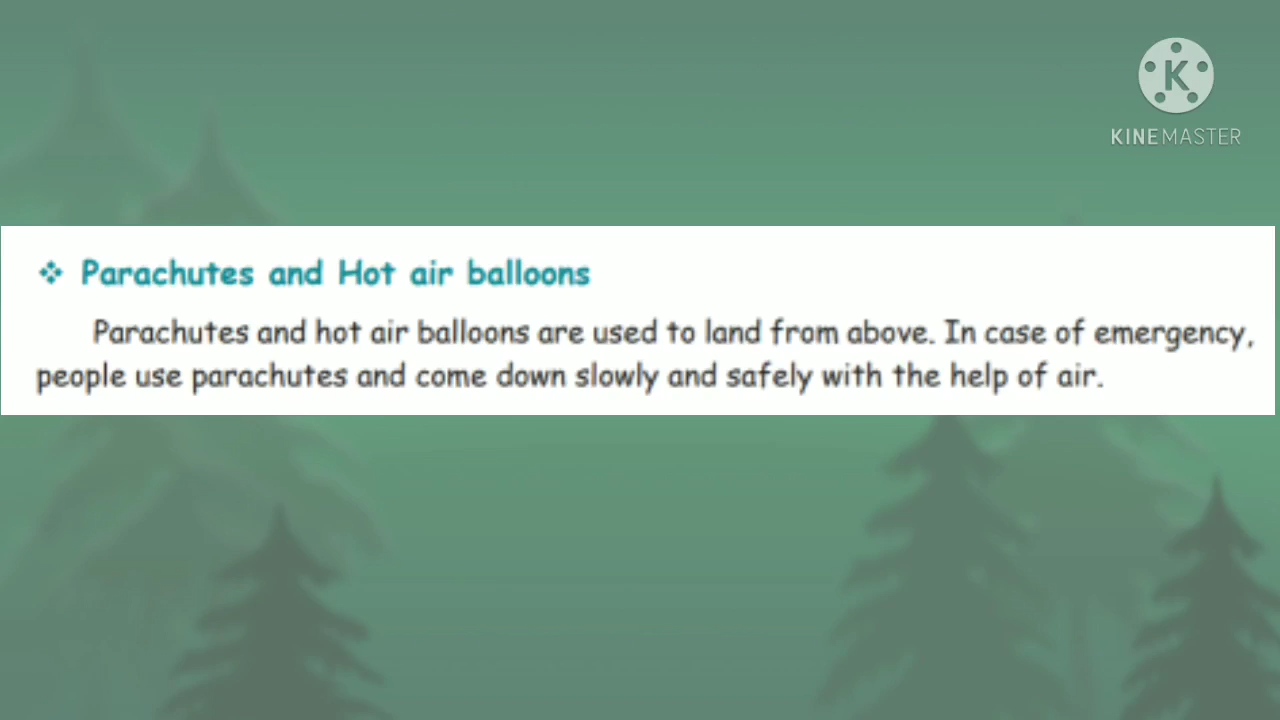 K
KINEMASTER
❖ Parachutes and Hot air balloons
Parachutes and hot air balloons are used to land from above. In case of emergency,
people use parachutes and come down slowly and safely with the help of air.